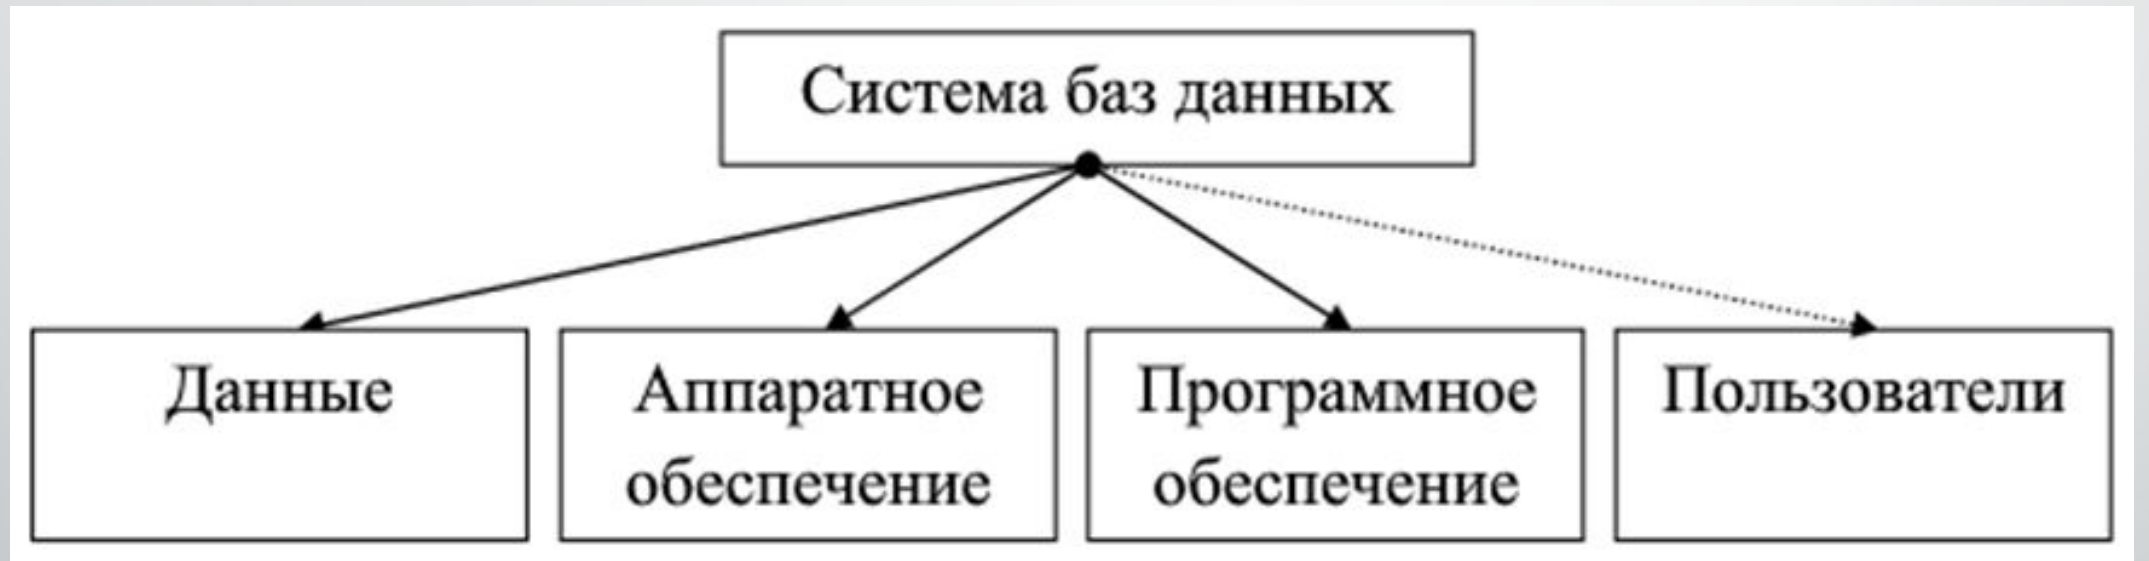 Система баз данных
Данные
Аппаратное
обеспечение
Программное
обеспечение
Пользователи